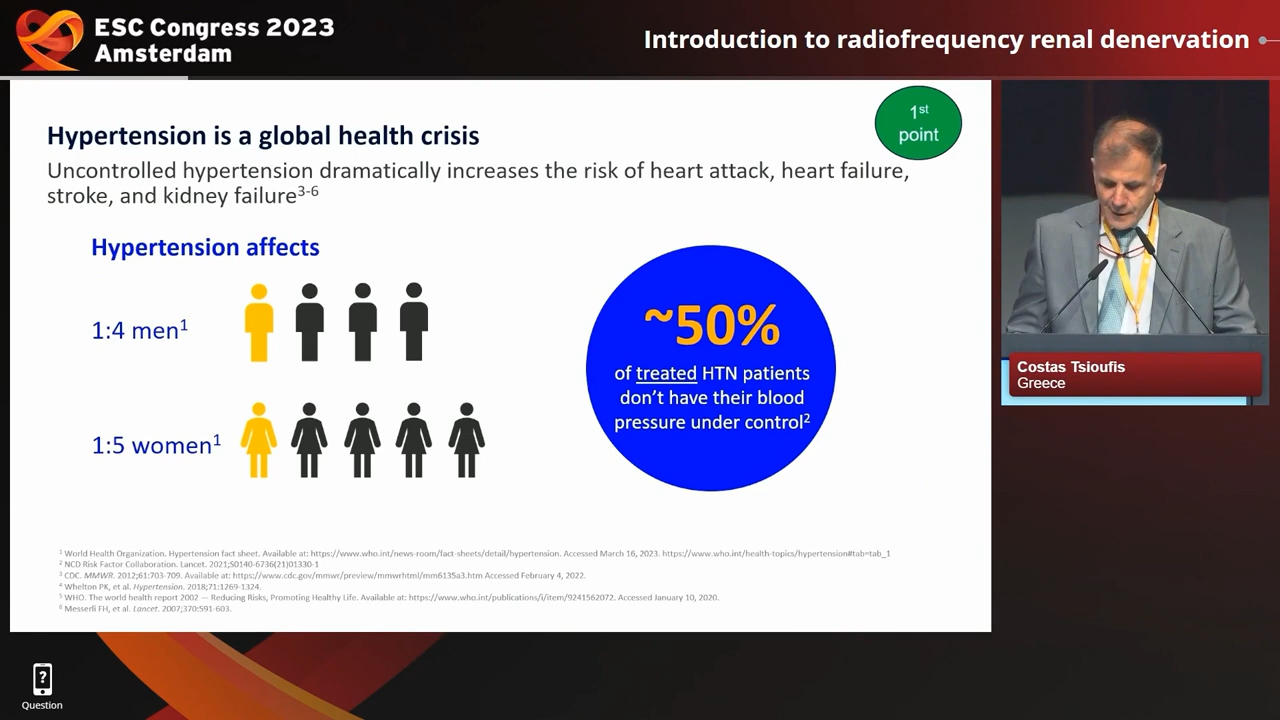 ESC Congress 2023
Amsterdam
Introduction to radiofrequency renal denervation
1st
point
Hypertension is a global health crisis
Uncontrolled hypertension dramatically increases the risk of heart attack, heart failure,
stroke, and kidney failure3-6
Hypertension affects
1:4 men1
1:5 women1
~50%
of treated HTN patients
don't have their blood
pressure under control2
1 World Health Organization. Hypertension fact sheet. Available at: https://www.who.int/news-room/fact-sheets/detail/hypertension. Accessed March 16, 2023. https://www.who.int/health-topics/hypertension#tab=tab_1
2 NCD Risk Factor Collaboration. Lancet. 2021;S0140-6736(21)01330-1
3 CDC. MMWR. 2012;61:703-709. Available at: https://www.cdc.gov/mmwr/preview/mmwrhtml/mm6135a3.htm Accessed February 4, 2022.
4 Whelton PK, et al. Hypertension. 2018;71:1269-1324.
5 WHO. The world health report 2002 — Reducing Risks, Promoting Healthy Life. Available at: https://www.who.int/publications/i/item/9241562072. Accessed January 10, 2020.
6 Messerli FH, et al. Lancet. 2007;370:591-603.
Costas Tsioufis
Greece
?
Question